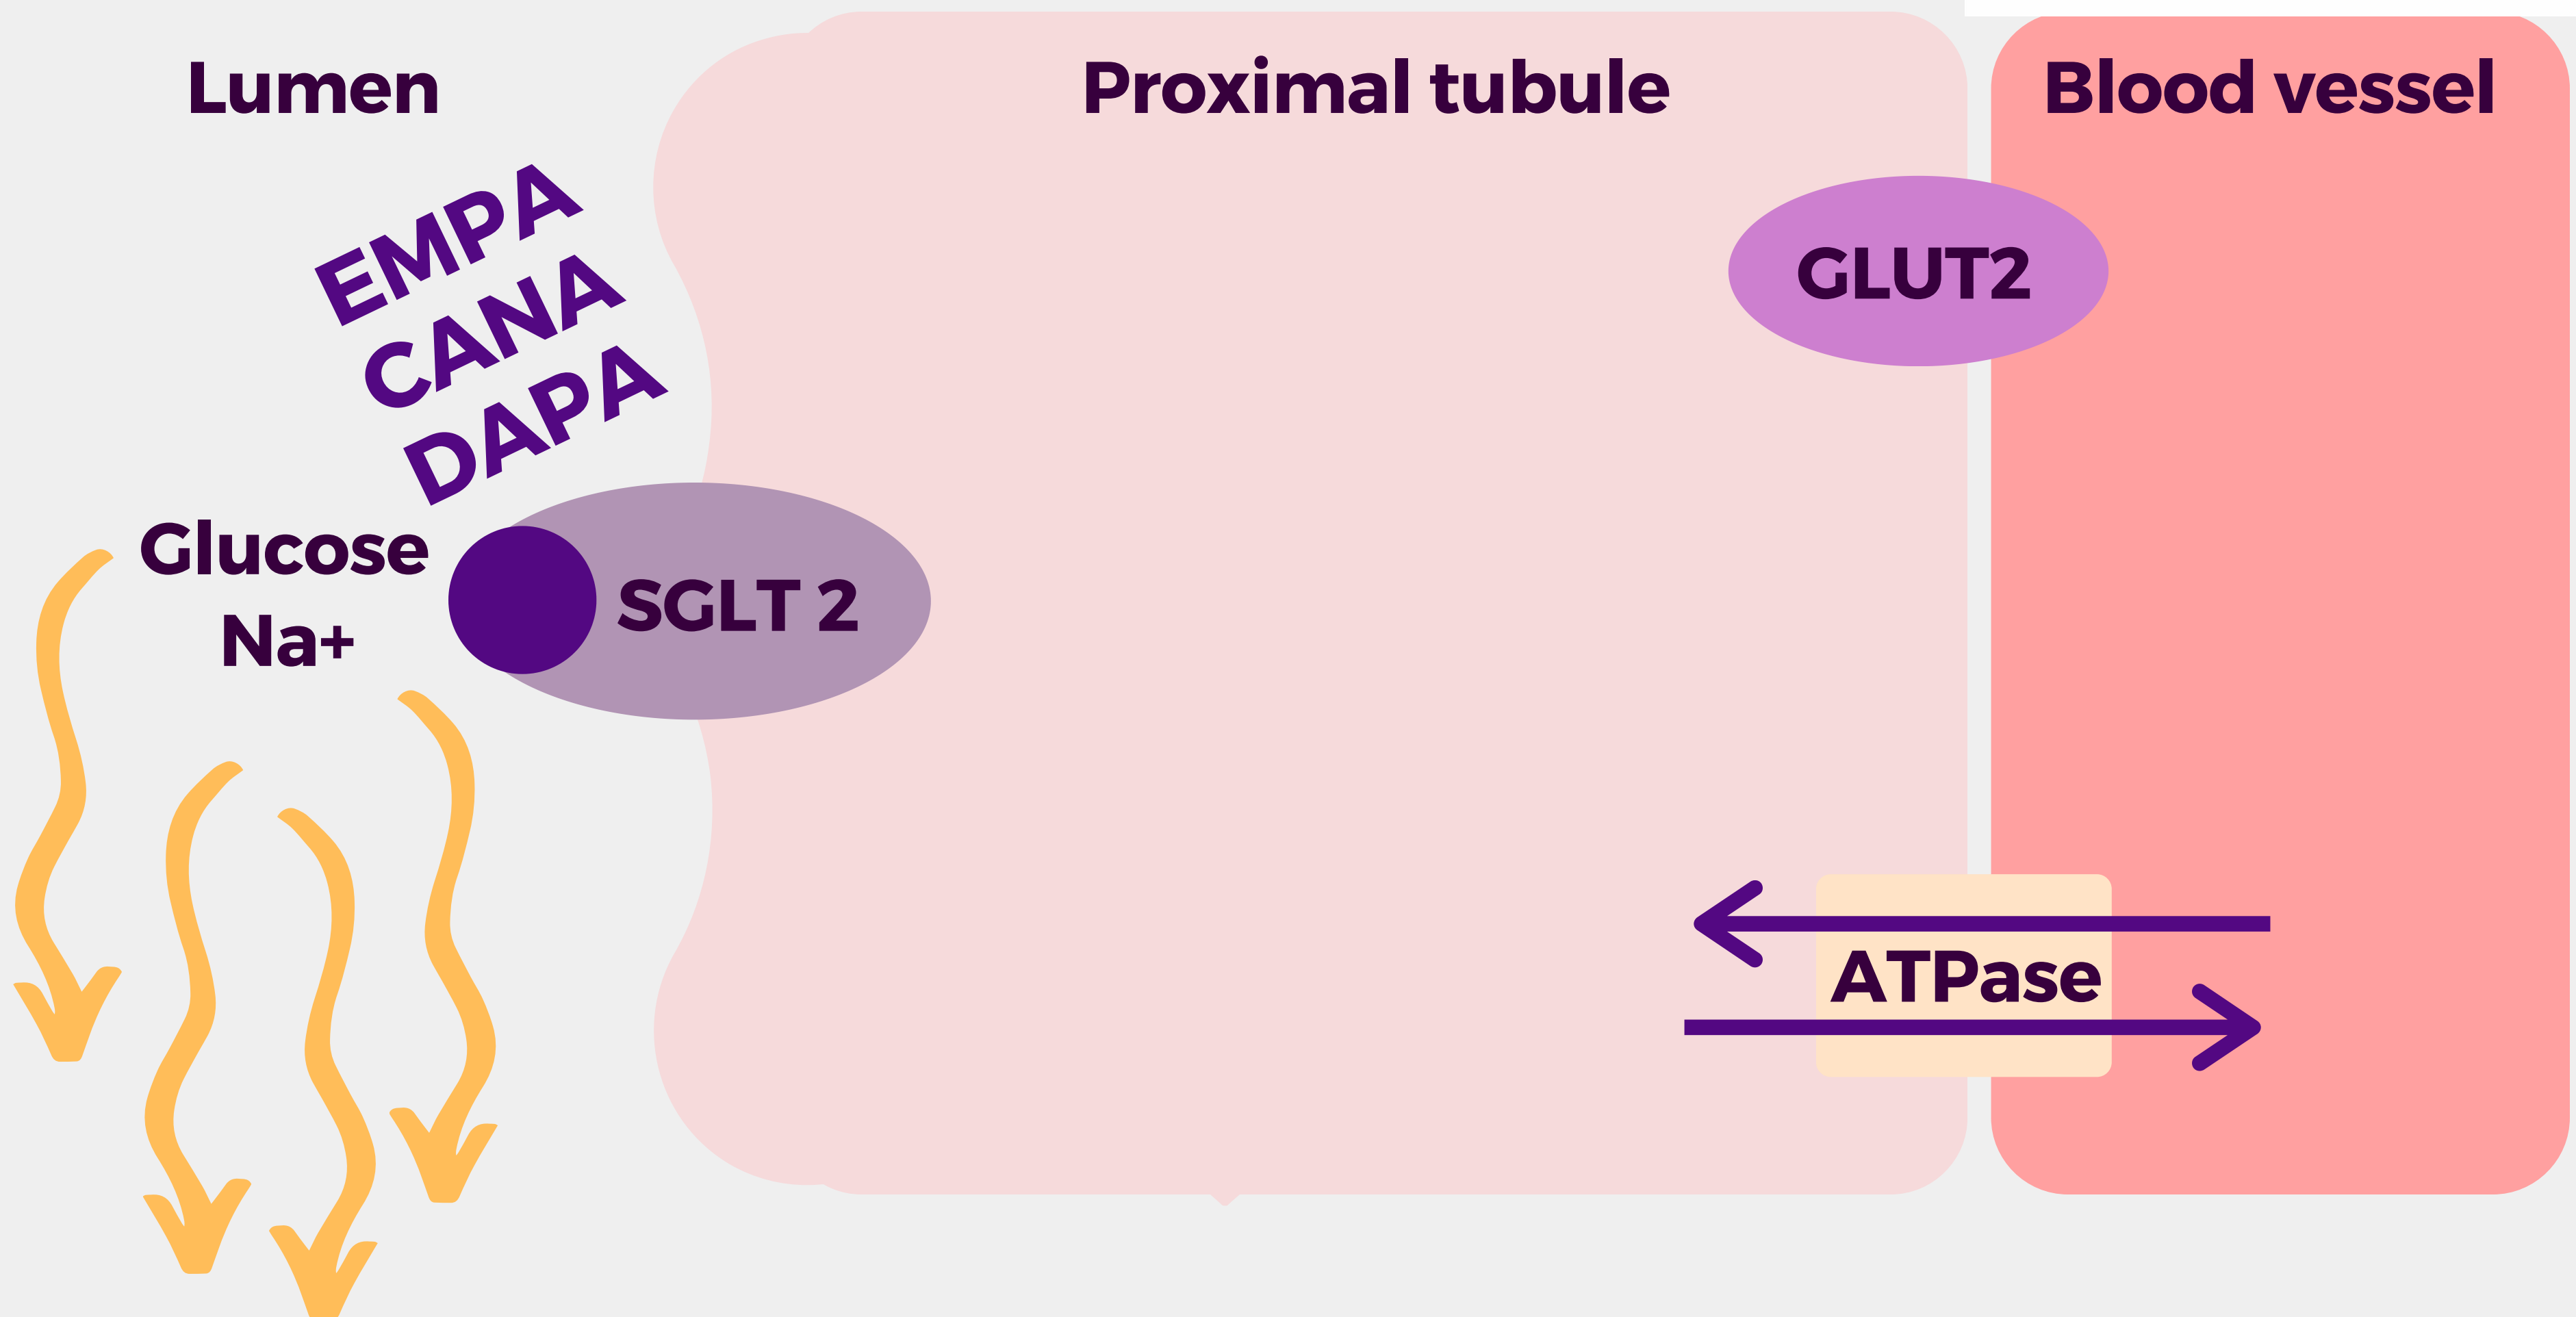 Lumen
Proximal tubule
Blood vessel
EMPA
CANA
DAPA
GLUT2
Glucose
Na+
SGLT 2
ATPase